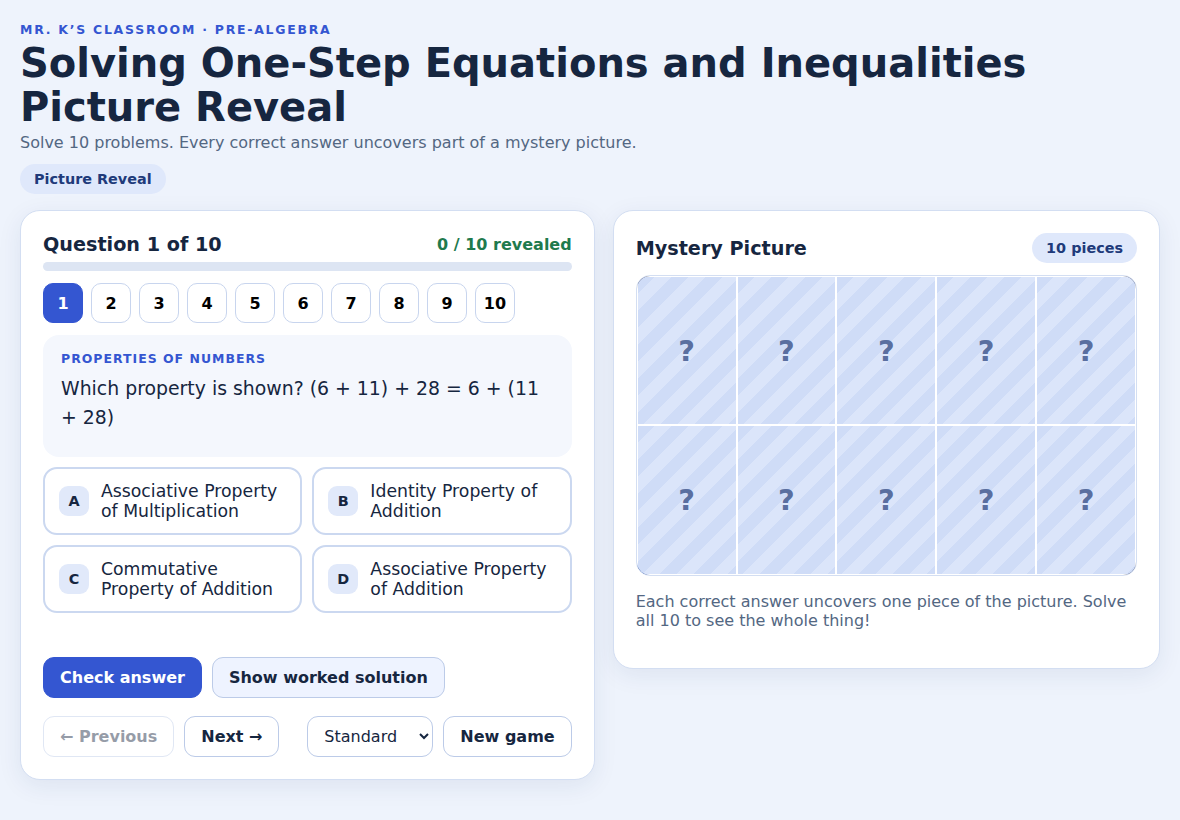 MR. K’S CLASSROOM · PRE-ALGEBRA
Solving One-Step Equations and Inequalities
Picture Reveal
Solve 10 problems. Every correct answer uncovers part of a mystery picture.
Picture Reveal
Question 1 of 10
0 / 10 revealed
1 2 3 4 5 6 7 8 9 10
PROPERTIES OF NUMBERS
Which property is shown? (6 + 11) + 28 = 6 + (11
+ 28)
A Associative Property
of Multiplication
B Identity Property of
Addition
C Commutative
Property of Addition
D Associative Property
of Addition
Check answer
Show worked solution
← Previous
Next →
Standard
New game
Mystery Picture
10 pieces
? ? ? ? ?
? ? ? ? ?
Each correct answer uncovers one piece of the picture. Solve
all 10 to see the whole thing!